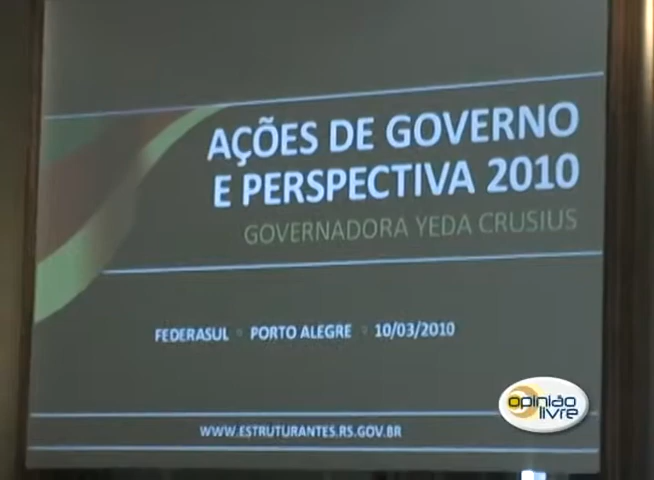 AÇÕES DE GOVERNO
E PERSPECTIVA 2010
GOVERNADORA YEDA CRUSIUS
FEDERASUL ▫ PORTO ALEGRE ▫ 10/03/2010
opinião
livre
WWW.ESTRUTURANTES.RS.GOV.BR